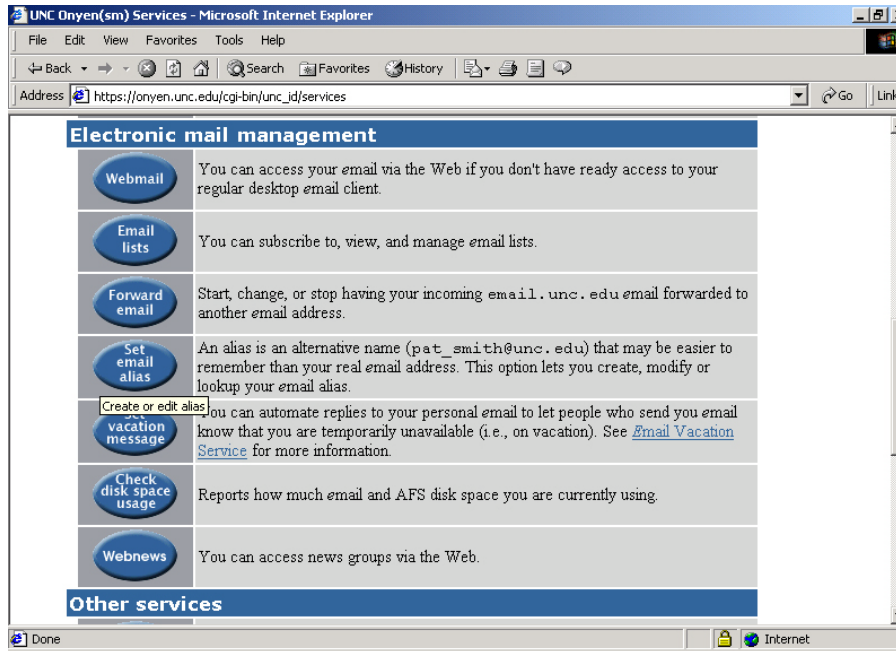 UNC Onyen(sm) Services - Microsoft Internet Explorer
File Edit View Favorites Tools Help
Back Search Favorites History
Address https://onyen.unc.edu/cgi-bin/unc_id/services Go Link
Electronic mail management
Webmail
You can access your email via the Web if you don't have ready access to your
regular desktop email client.
Email
lists
You can subscribe to, view, and manage email lists.
Forward
email
Start, change, or stop having your incoming email.unc.edu email forwarded to
another email address.
Set
email
alias
An alias is an alternative name (pat_smith@unc.edu) that may be easier to
remember than your real email address. This option lets you create, modify or
lookup your email alias.
Create or edit alias
vacation
message
You can automate replies to your personal email to let people who send you email
know that you are temporarily unavailable (i.e., on vacation). See Email Vacation
Service for more information.
Check
disk space
usage
Reports how much email and AFS disk space you are currently using.
Webnews
You can access news groups via the Web.
Other services
Done Internet